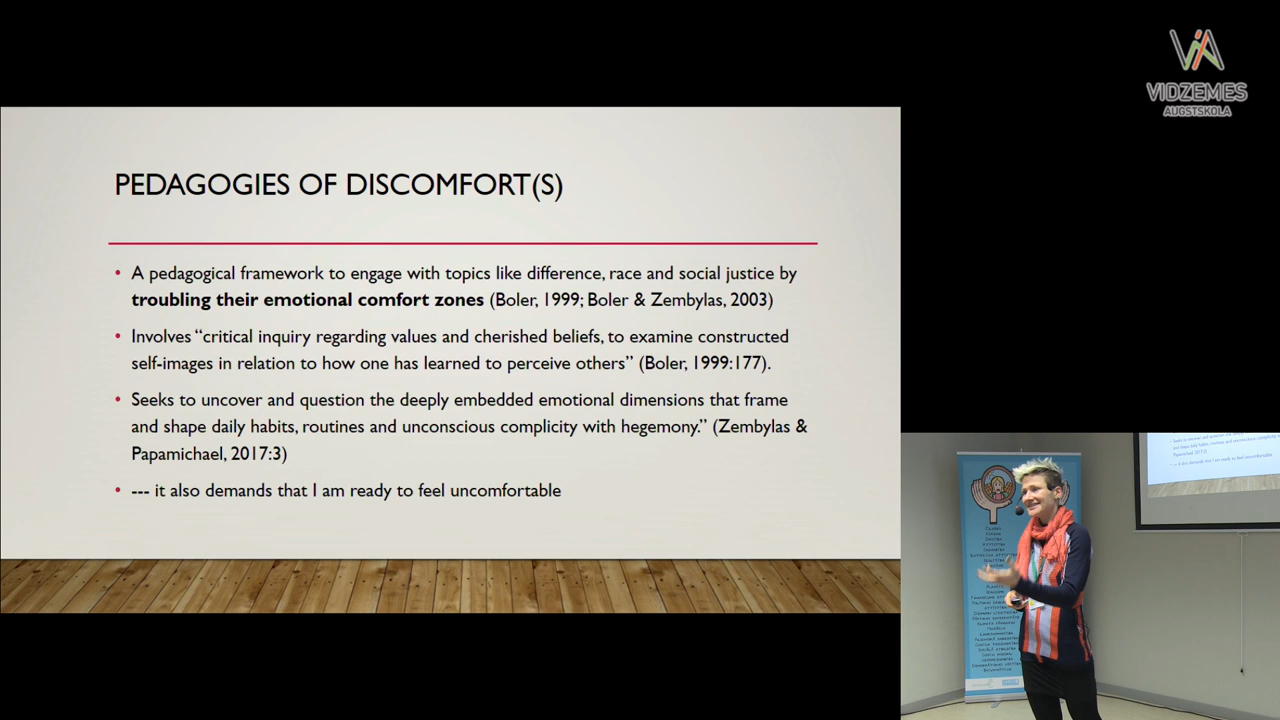 VIDZEMES
AUGSTSKOLA
PEDAGOGIES OF DISCOMFORT(S)
• A pedagogical framework to engage with topics like difference, race and social justice by
troubling their emotional comfort zones (Boler, 1999; Boler & Zembylas, 2003)
• Involves “critical inquiry regarding values and cherished beliefs, to examine constructed
self-images in relation to how one has learned to perceive others” (Boler, 1999:177).
• Seeks to uncover and question the deeply embedded emotional dimensions that frame
and shape daily habits, routines and unconscious complicity with hegemony.” (Zembylas &
Papamichael, 2017:3)
• --- it also demands that I am ready to feel uncomfortable